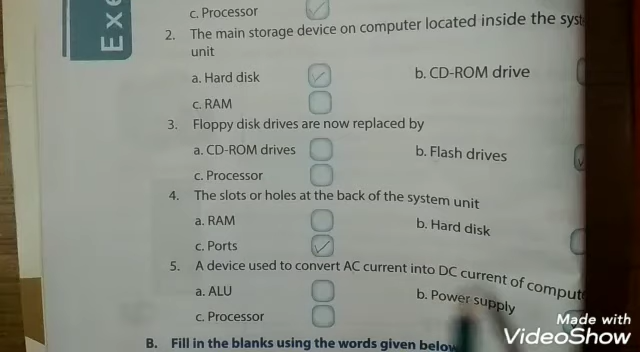 Exe
c. Processor
2. The main storage device on computer located inside the syst
unit
a. Hard disk b. CD-ROM drive
c. RAM
3. Floppy disk drives are now replaced by
a. CD-ROM drives b. Flash drives
c. Processor
4. The slots or holes at the back of the system unit
a. RAM b. Hard disk
c. Ports
5. A device used to convert AC current into DC current of compute
a. ALU b. Power supply
c. Processor
B. Fill in the blanks using the words given below
Made with
VideoShow